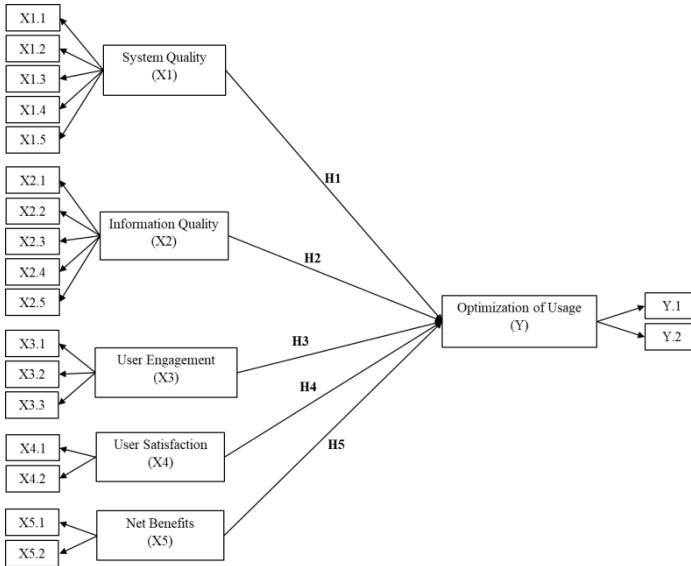 X1.1
X1.2
X1.3
X1.4
X1.5
System Quality
(X1)
H1
X2.1
X2.2
X2.3
X2.4
X2.5
Information Quality
(X2)
H2
X3.1
X3.2
X3.3
User Engagement
(X3)
H3
X4.1
X4.2
User Satisfaction
(X4)
H4
X5.1
X5.2
Net Benefits
(X5)
H5
Optimization of Usage
(Y)
Y.1
Y.2